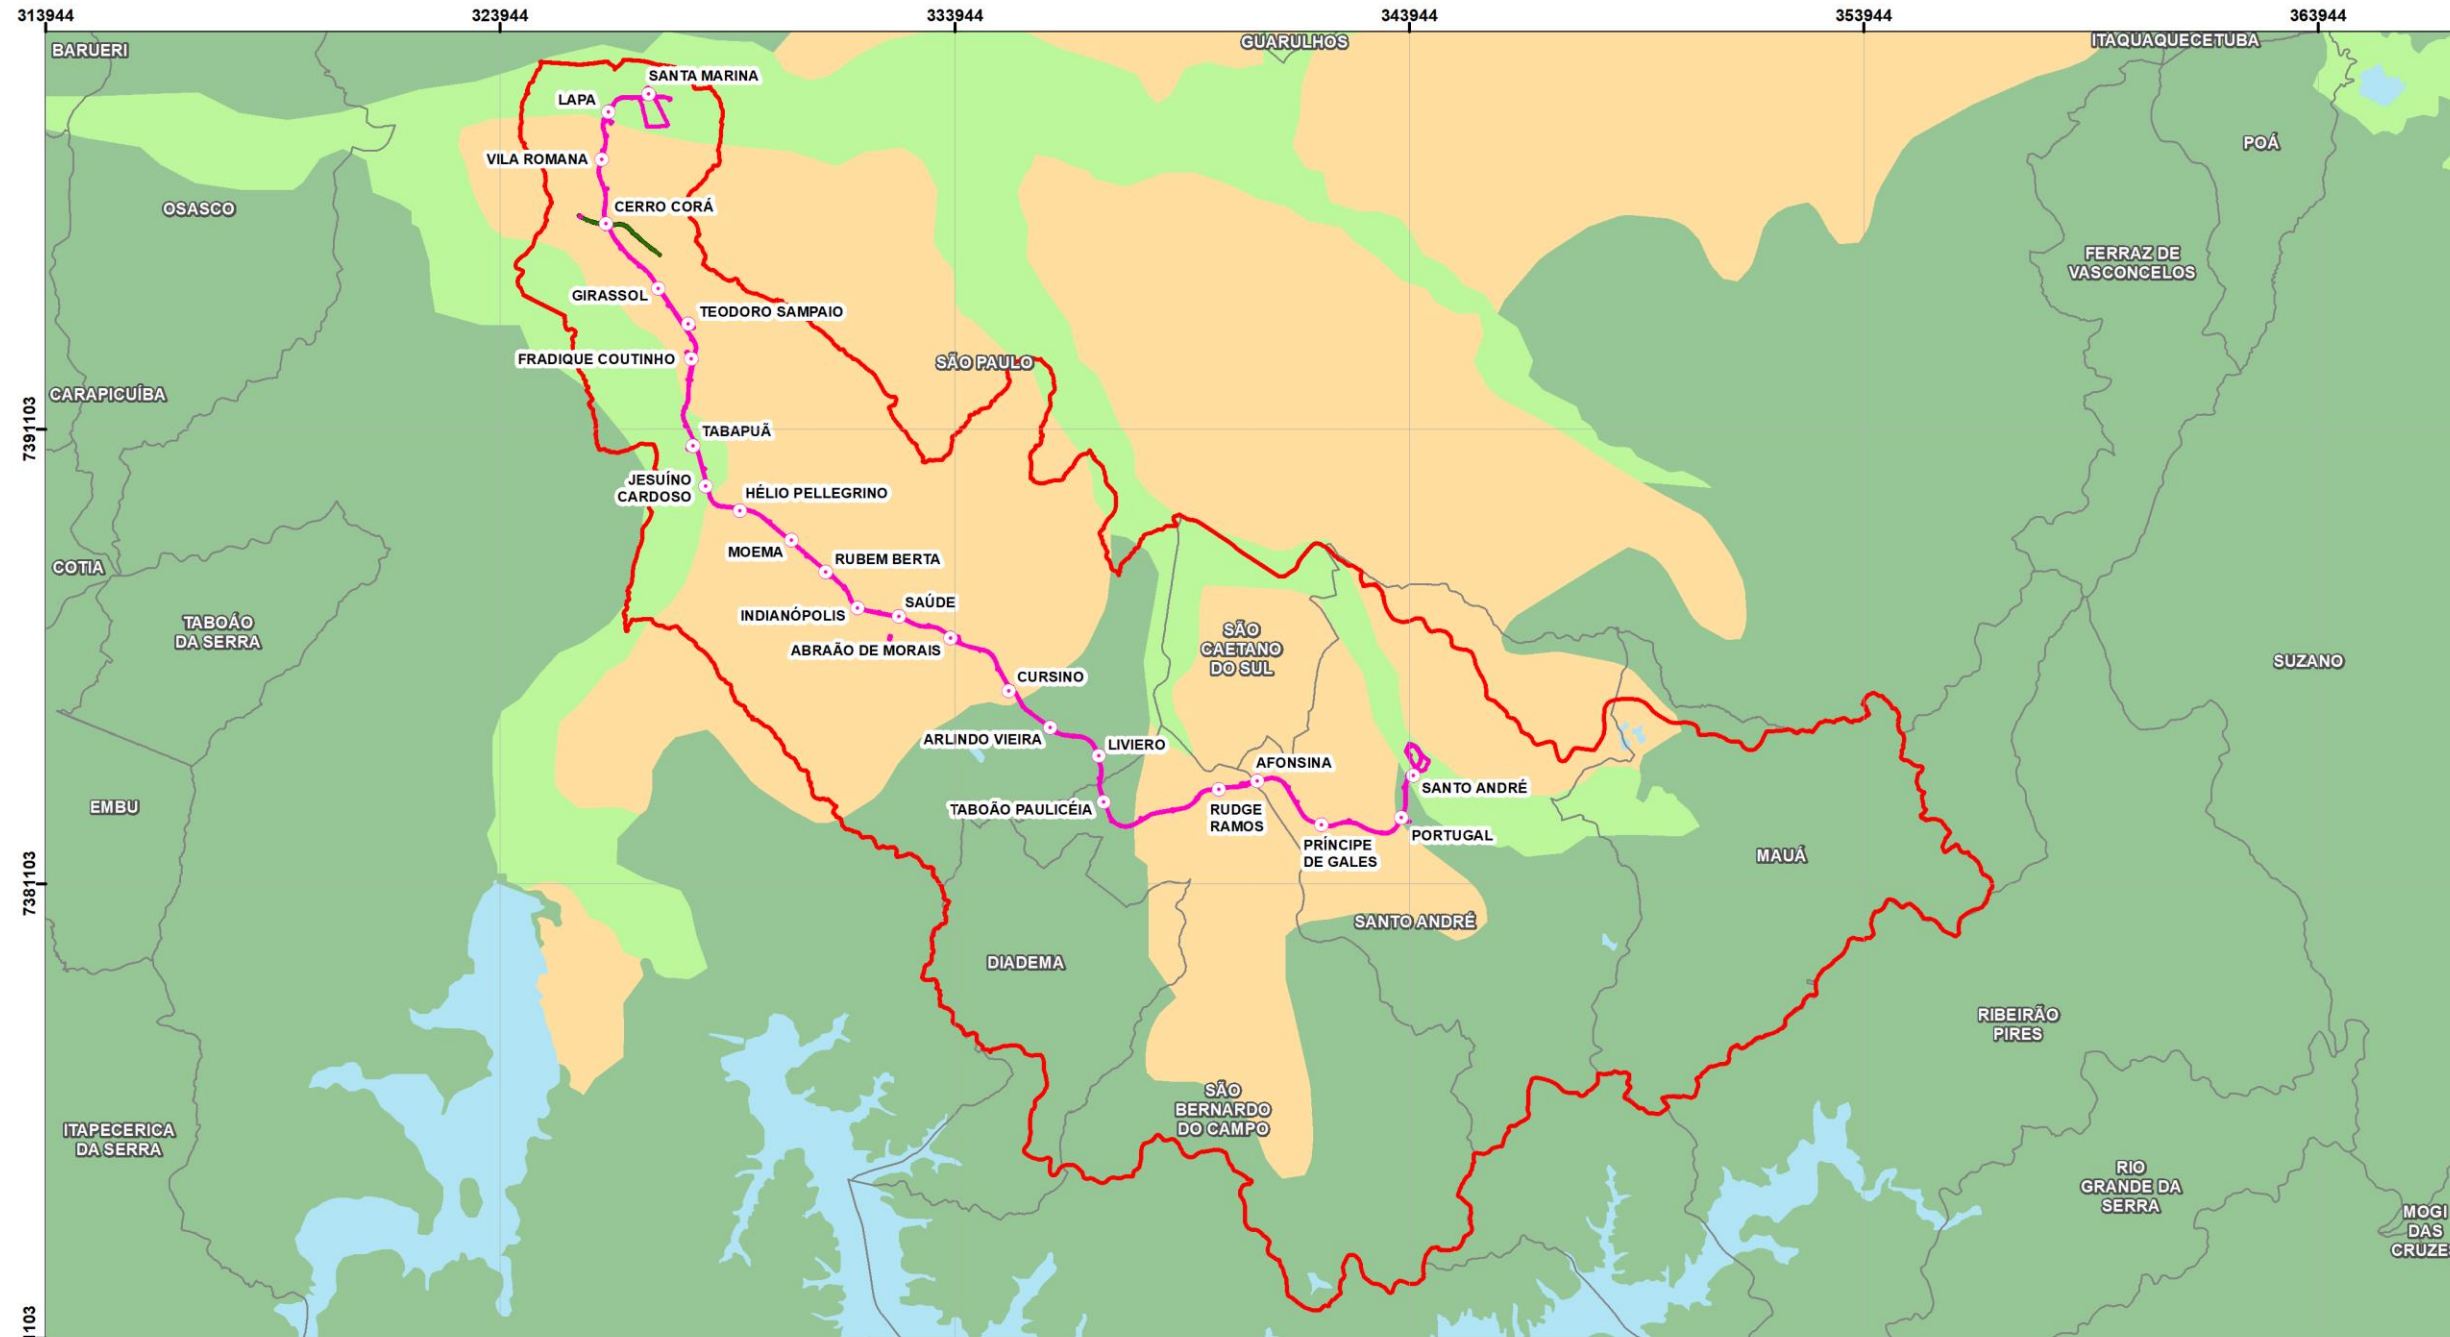 313944
323944
333944
343944
353944
363944
BARUERI
GUARULHOS
ITAQUAQUECETUBA
SANTA MARINA
LAPA
POÁ
VILA ROMANA
OSASCO
CERRO CORÁ
FERRAZ DE
VASCONCELOS
GIRASSOL
TEODORO SAMPAIO
FRADIQUE COUTINHO
SÃO PAULO
CARAPICUÍBA
7391103
TABAPUÃ
JESUÍNO
CARDOSO
HÉLIO PELLEGRINO
MOEMA
RUBEM BERTA
COTIA
SAÚDE
INDIANÓPOLIS
TABOÁO
DA SERRA
SÃO
CAETANO
DO SUL
ABRAÃO DE MORAIS
SUZANO
CURSINO
ARLINDO VIEIRA
LIVIERO
AFONSINA
SANTO ANDRÉ
EMBU
TABOÃO PAULICÉIA
RUDGE
RAMOS
PORTUGAL
PRÍNCIPE
DE GALES
MAUÁ
7381103
SANTO ANDRÉ
DIADEMA
RIBEIRÃO
PIRES
SÃO
BERNARDO
DO CAMPO
ITAPECERICA
DA SERRA
RIO
GRANDE DA
SERRA
MOGI
DAS
CRUZE
1103